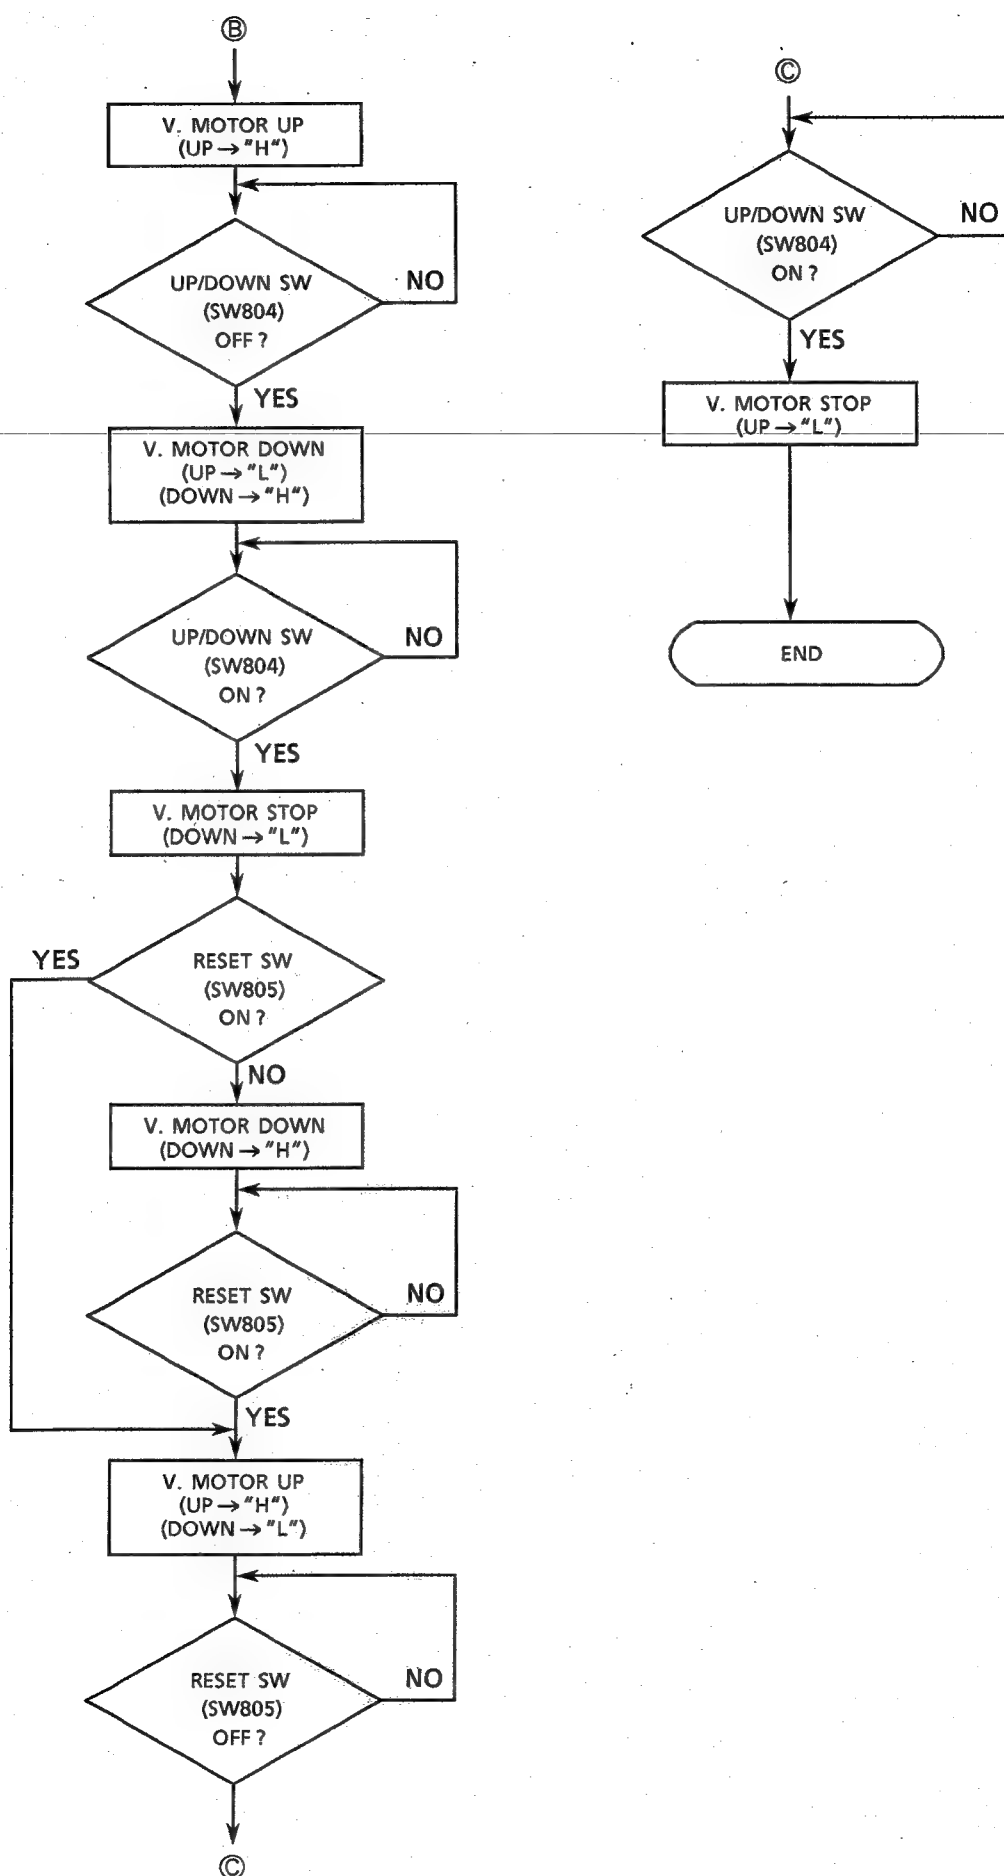 Ⓑ
V. MOTOR UP
(UP → "H")
UP/DOWN SW
(SW804)
OFF ?
NO
YES
V. MOTOR DOWN
(UP → "L")
(DOWN → "H")
UP/DOWN SW
(SW804)
ON ?
NO
YES
V. MOTOR STOP
(DOWN → "L")
RESET SW
(SW805)
ON ?
YES
NO
V. MOTOR DOWN
(DOWN → "H")
RESET SW
(SW805)
ON ?
NO
YES
V. MOTOR UP
(UP → "H")
(DOWN → "L")
RESET SW
(SW805)
OFF ?
NO
Ⓒ
Ⓒ
UP/DOWN SW
(SW804)
ON ?
NO
YES
V. MOTOR STOP
(UP → "L")
END